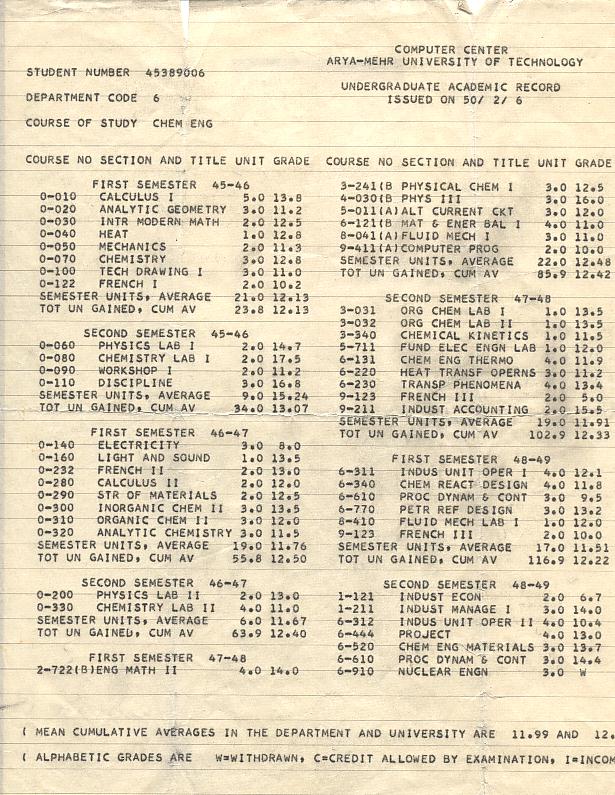 COMPUTER CENTER
ARYA-MEHR UNIVERSITY OF TECHNOLOGY
STUDENT NUMBER 45389006
UNDERGRADUATE ACADEMIC RECORD
DEPARTMENT CODE 6
ISSUED ON 50/ 2/ 6
COURSE OF STUDY CHEM ENG
COURSE NO SECTION AND TITLE UNIT GRADE
FIRST SEMESTER 45-46
0-010 CALCULUS I 5.0 13.8
0-020 ANALYTIC GEOMETRY 3.0 11.2
0-030 INTR MODERN MATH 2.0 12.5
0-040 HEAT 1.0 12.8
0-050 MECHANICS 2.0 11.3
0-070 CHEMISTRY 3.0 12.8
0-100 TECH DRAWING I 3.0 11.0
0-122 FRENCH I 2.0 10.2
SEMESTER UNITS, AVERAGE 21.0 12.13
TOT UN GAINED, CUM AV 23.8 12.13
SECOND SEMESTER 45-46
0-060 PHYSICS LAB I 2.0 14.7
0-080 CHEMISTRY LAB I 2.0 17.5
0-090 WORKSHOP I 2.0 11.2
0-110 DISCIPLINE 3.0 16.8
SEMESTER UNITS, AVERAGE 9.0 15.24
TOT UN GAINED, CUM AV 34.0 13.07
FIRST SEMESTER 46-47
0-140 ELECTRICITY 3.0 8.0
0-160 LIGHT AND SOUND 1.0 13.5
0-232 FRENCH II 2.0 13.0
0-280 CALCULUS II 2.0 12.0
0-290 STR OF MATERIALS 2.0 12.5
0-300 INORGANIC CHEM II 3.0 13.5
0-310 ORGANIC CHEM II 3.0 12.0
0-320 ANALYTIC CHEMISTRY 3.0 11.5
SEMESTER UNITS, AVERAGE 19.0 11.76
TOT UN GAINED, CUM AV 55.8 12.50
SECOND SEMESTER 46-47
0-200 PHYSICS LAB II 2.0 13.0
0-330 CHEMISTRY LAB II 4.0 11.0
SEMESTER UNITS, AVERAGE 6.0 11.67
TOT UN GAINED, CUM AV 63.9 12.40
FIRST SEMESTER 47-48
2-722(B)ENG MATH II 4.0 14.0
COURSE NO SECTION AND TITLE UNIT GRADE
3-241(B PHYSICAL CHEM I 3.0 12.5
4-030(B PHYS III 3.0 16.0
5-011(A)ALT CURRENT CKT 3.0 12.0
6-121(B MAT & ENER BAL I 4.0 11.0
8-041(A)FLUID MECH I 3.0 11.0
9-411(A)COMPUTER PROG 2.0 10.0
SEMESTER UNITS, AVERAGE 22.0 12.48
TOT UN GAINED, CUM AV 85.9 12.42
SECOND SEMESTER 47-48
3-031 ORG CHEM LAB I 1.0 13.5
3-032 ORG CHEM LAB II 1.0 13.5
3-340 CHEMICAL KINETICS 1.0 11.5
5-711 FUND ELEC ENGN LAB 1.0 12.0
6-131 CHEM ENG THERMO 4.0 11.9
6-220 HEAT TRANSF OPERNS 3.0 11.2
6-230 TRANSP PHENOMENA 4.0 13.4
9-123 FRENCH III 2.0 5.0
9-211 INDUST ACCOUNTING 2.0 15.5
SEMESTER UNITS, AVERAGE 19.0 11.91
TOT UN GAINED, CUM AV 102.9 12.33
FIRST SEMESTER 48-49
6-311 INDUS UNIT OPER I 4.0 12.1
6-340 CHEM REACT DESIGN 4.0 11.8
6-610 PROC DYNAM & CONT 3.0 9.5
6-770 PETR REF DESIGN 3.0 13.2
8-410 FLUID MECH LAB I 1.0 12.0
9-123 FRENCH III 2.0 10.0
SEMESTER UNITS, AVERAGE 17.0 11.51
TOT UN GAINED, CUM AV 116.9 12.22
SECOND SEMESTER 48-49
1-121 INDUST ECON 2.0 6.7
1-211 INDUST MANAGE I 3.0 14.0
6-312 INDUS UNIT OPER II 4.0 10.4
6-444 PROJECT 4.0 13.0
6-520 CHEM ENG MATERIALS 3.0 13.7
6-610 PROC DYNAM & CONT 3.0 14.4
6-910 NUCLEAR ENGN 3.0 W
( MEAN CUMULATIVE AVERAGES IN THE DEPARTMENT AND UNIVERSITY ARE 11.99 AND 12.
( ALPHABETIC GRADES ARE W=WITHDRAWN, C=CREDIT ALLOWED BY EXAMINATION, I=INCOM